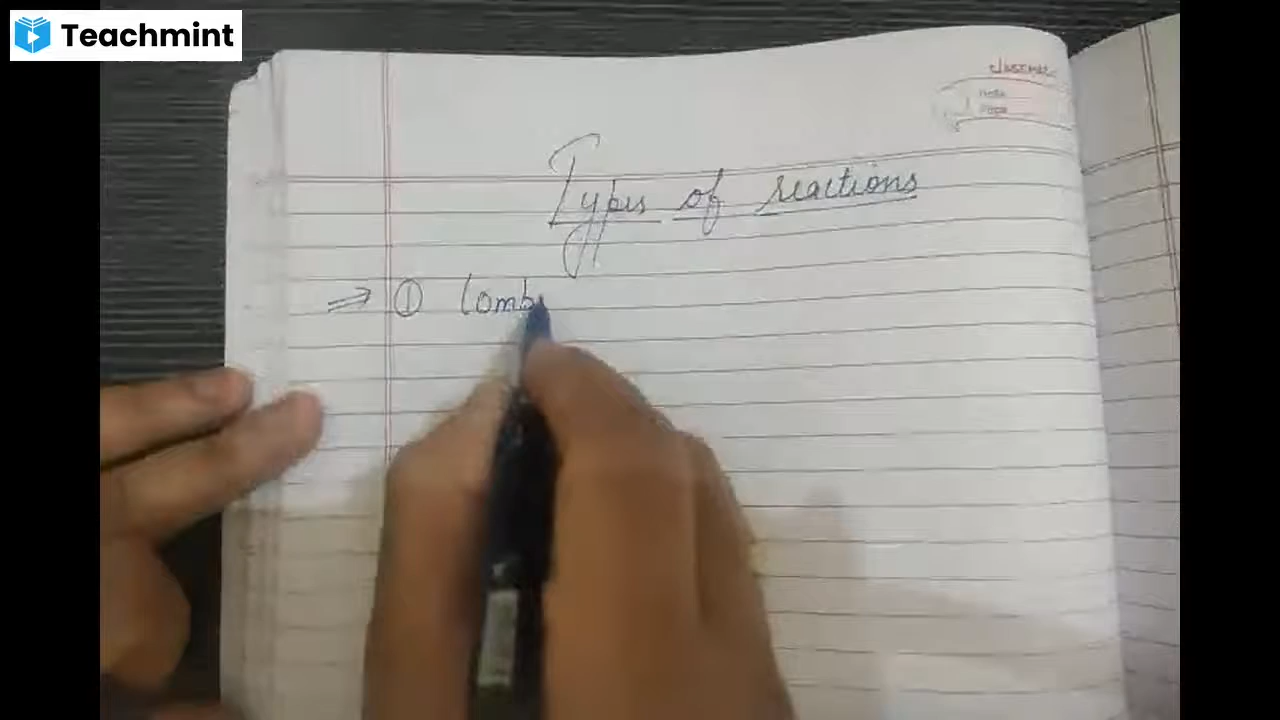 Teachmint
Types of reactions
⇒ ① Comb